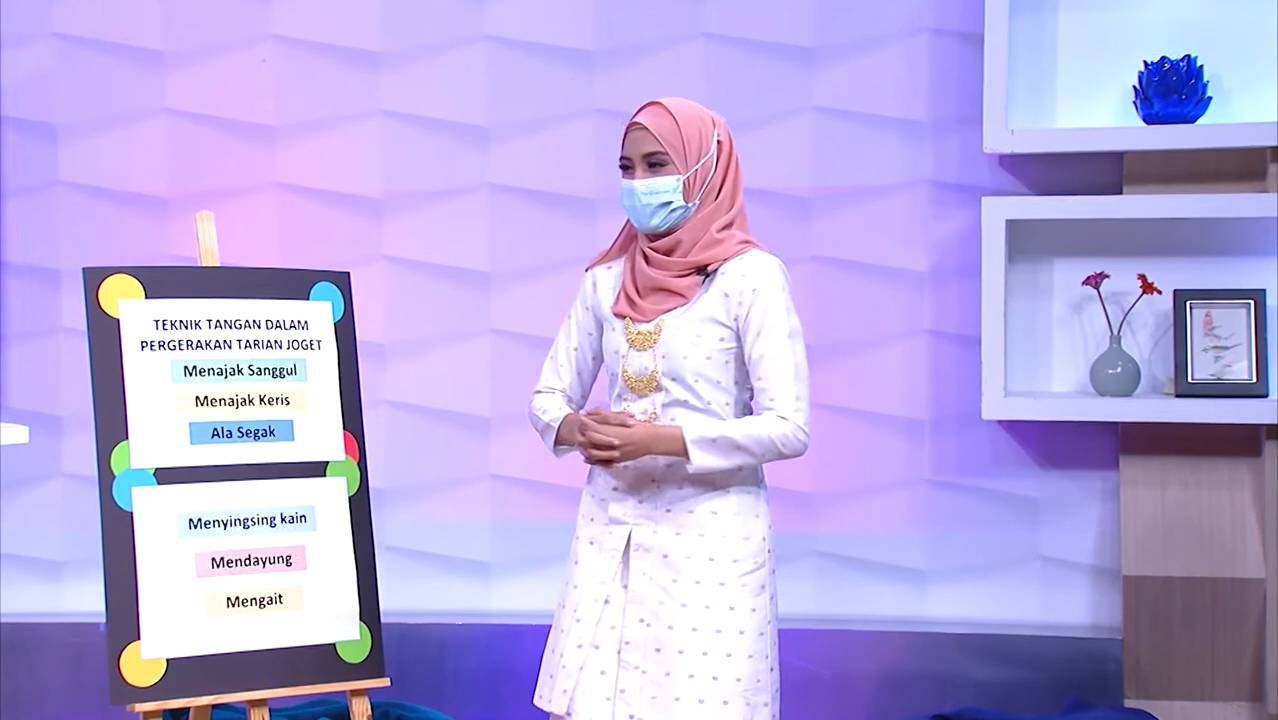 TEKNIK TANGAN DALAM
PERGERAKAN TARIAN JOGET
Menajak Sanggul
Menajak Keris
Ala Segak
Menyingsing kain
Mendayung
Mengait